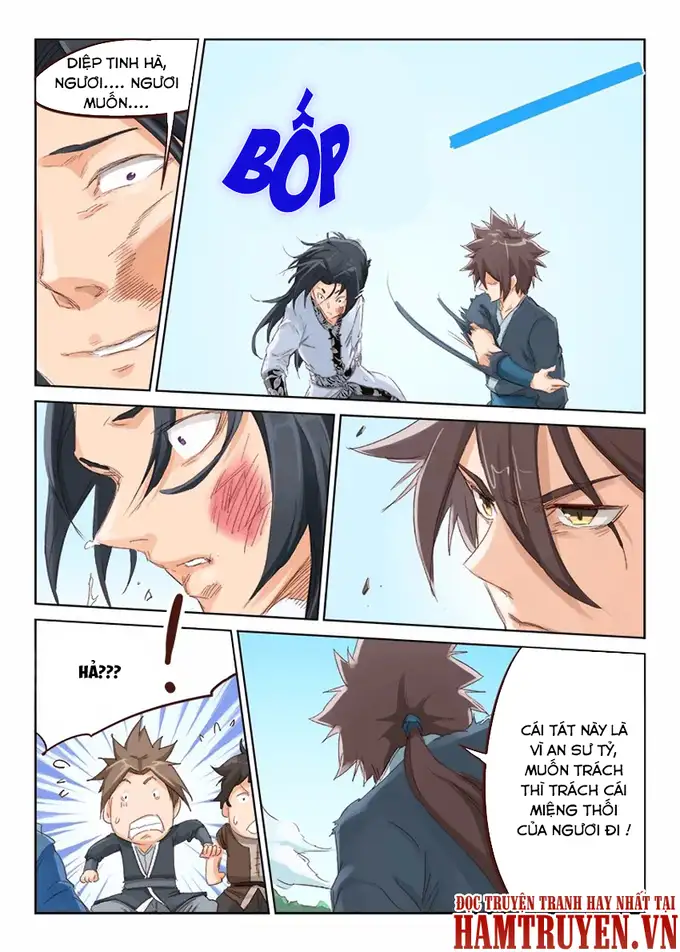 DIỆP TINH HÀ,
NGƯƠI.... NGƯƠI
MUỐN....
BỐP
HẢ???
!
CÁI TÁT NÀY LÀ
VÌ AN SƯ TỶ,
MUỐN TRÁCH
THÌ TRÁCH CÁI
MIỆNG THỐI
CỦA NGƯƠI ĐI !
ĐỌC TRUYỆN TRANH HAY NHẤT TẠI
HAMTRUYEN.VN